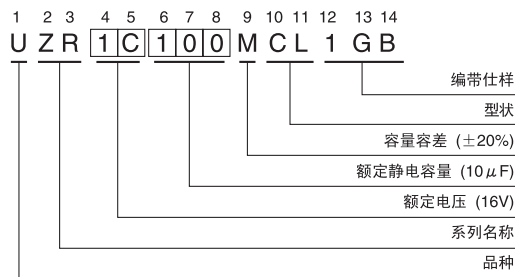 1 2 3 4 5 6 7 8 9 10 11 12 13 14
U Z R 1 C 1 0 0 M C L 1 G B
编带仕样
型状
容量容差 (±20%)
额定静电容量 (10μF)
额定电压 (16V)
系列名称
品种